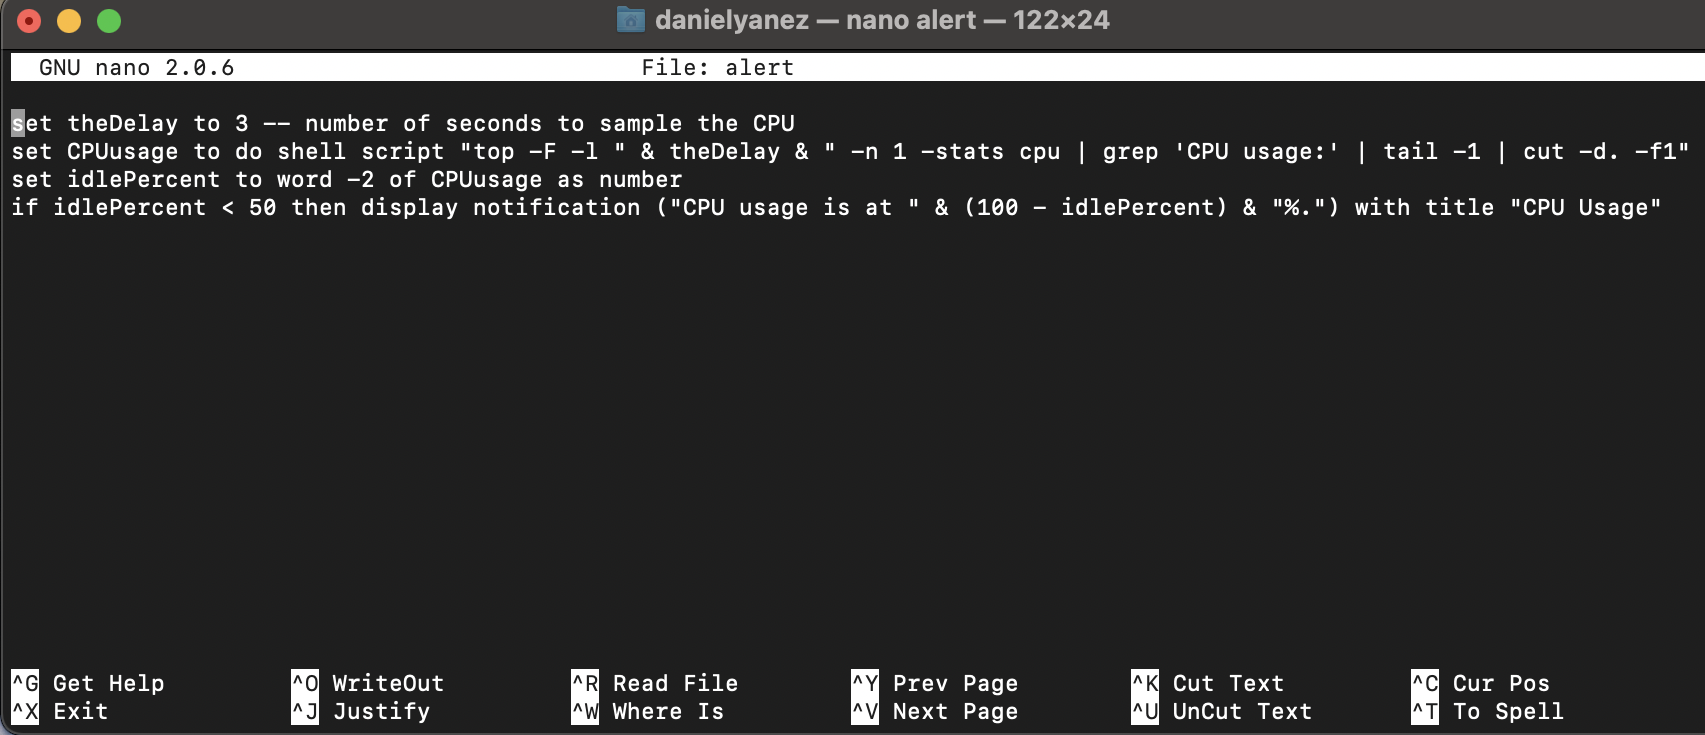 danielyanez — nano alert — 122×24
GNU nano 2.0.6 File: alert
set theDelay to 3 -- number of seconds to sample the CPU
set CPUusage to do shell script "top -F -l " & theDelay & " -n 1 -stats cpu | grep 'CPU usage:' | tail -1 | cut -d. -f1"
set idlePercent to word -2 of CPUusage as number
if idlePercent < 50 then display notification ("CPU usage is at " & (100 - idlePercent) & "%.") with title "CPU Usage"
^G Get Help ^O WriteOut ^R Read File ^Y Prev Page ^K Cut Text ^C Cur Pos
^X Exit ^J Justify ^W Where Is ^V Next Page ^U UnCut Text ^T To Spell